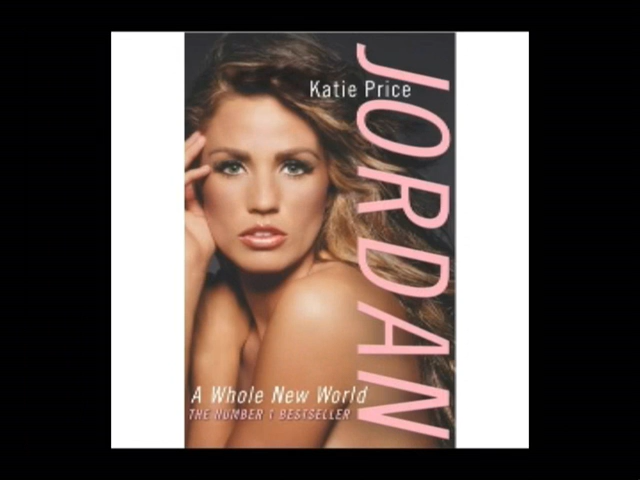 Katie Price
JORDAN
A Whole New World
THE NUMBER 1 BESTSELLER